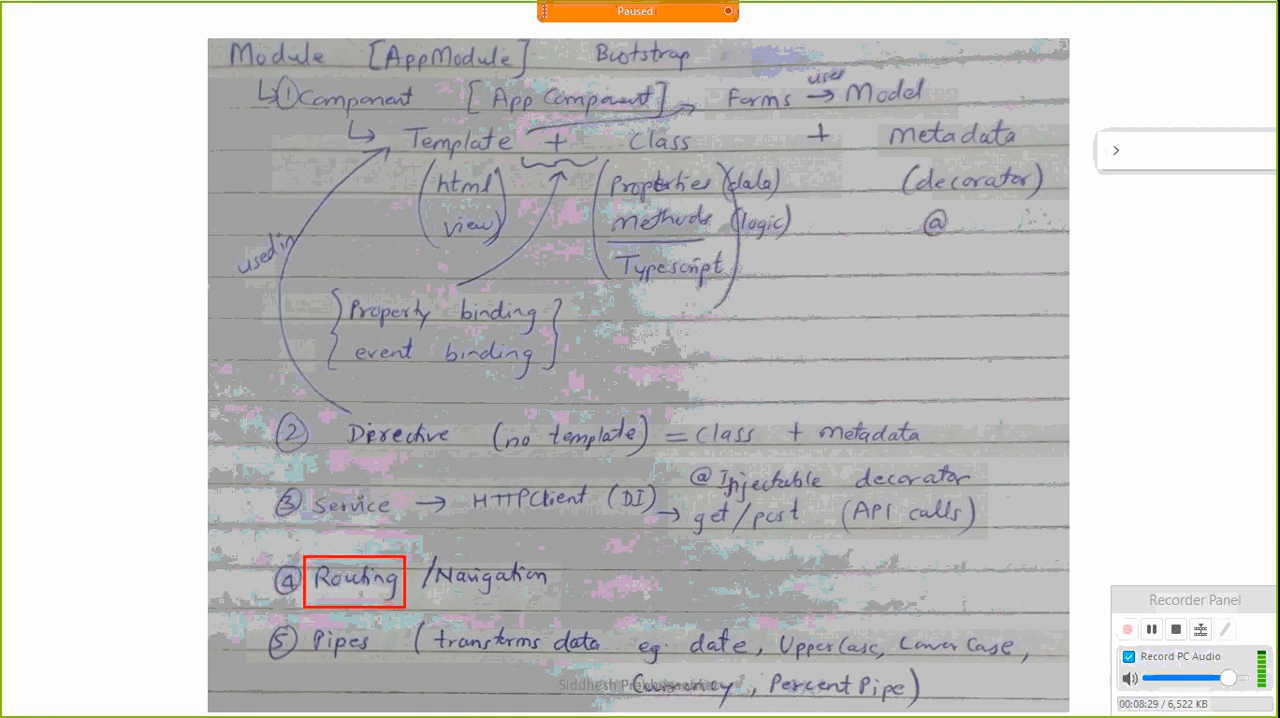 Paused
Module [AppModule] Bootstrap
↳ ① Component [App Component] Forms → Model
used
↳ Template + Class + metadata
(html (Properties (data) (decorator)
view) methods (logic) @
Typescript)
used in
{Property binding
event binding}
② Directive (no template) = class + metadata
@ Injectable decorator
③ Service → HTTPClient (DI) → get/post (API calls)
④ Routing /Navigation
⑤ Pipes (transforms data eg. date, UpperCase, LowerCase,
Currency, Percent Pipe)
Siddhesh
>
Recorder Panel
Record PC Audio
00:08:29 / 6,522 KB